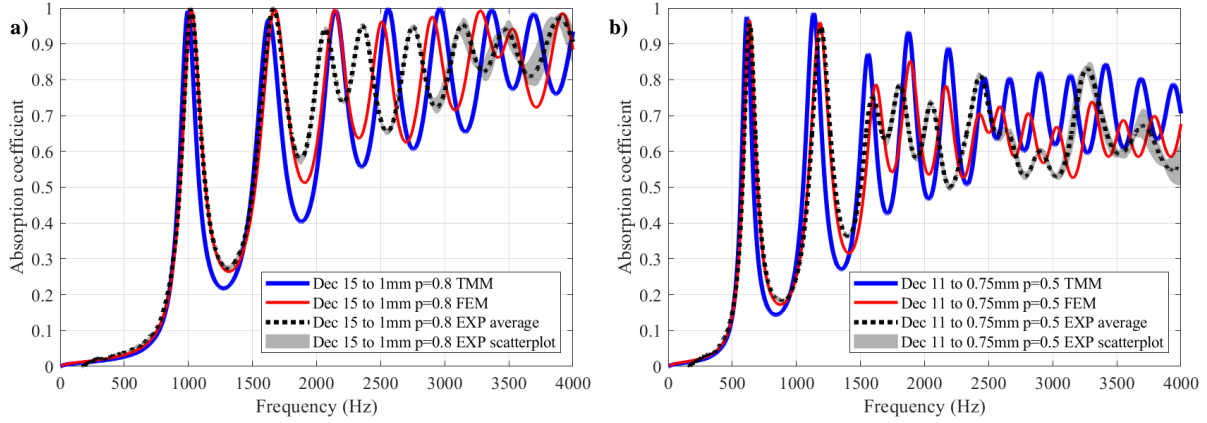 a)
Absorption coefficient
1
0.9
0.8
0.7
0.6
0.5
0.4
0.3
0.2
0.1
0
Dec 15 to 1mm p=0.8 TMM
Dec 15 to 1mm p=0.8 FEM
Dec 15 to 1mm p=0.8 EXP average
Dec 15 to 1mm p=0.8 EXP scatterplot
0 500 1000 1500 2000 2500 3000 3500 4000
Frequency (Hz)
b)
Absorption coefficient
1
0.9
0.8
0.7
0.6
0.5
0.4
0.3
0.2
0.1
0
Dec 11 to 0.75mm p=0.5 TMM
Dec 11 to 0.75mm p=0.5 FEM
Dec 11 to 0.75mm p=0.5 EXP average
Dec 11 to 0.75mm p=0.5 EXP scatterplot
0 500 1000 1500 2000 2500 3000 3500 4000
Frequency (Hz)